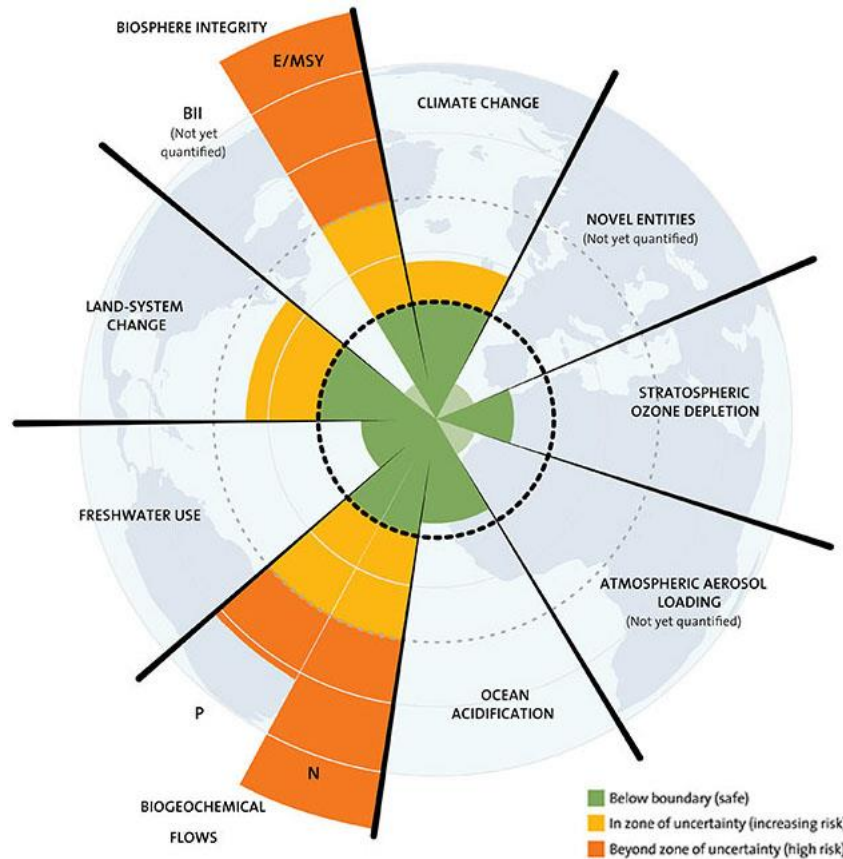 BIOSPHERE INTEGRITY
E/MSY
BII
(Not yet
quantified)
CLIMATE CHANGE
NOVEL ENTITIES
(Not yet quantified)
LAND-SYSTEM
CHANGE
STRATOSPHERIC
OZONE DEPLETION
FRESHWATER USE
ATMOSPHERIC AEROSOL
LOADING
(Not yet quantified)
OCEAN
ACIDIFICATION
P
N
BIOGEOCHEMICAL
FLOWS
Below boundary (safe)
In zone of uncertainty (increasing risk)
Beyond zone of uncertainty (high risk)